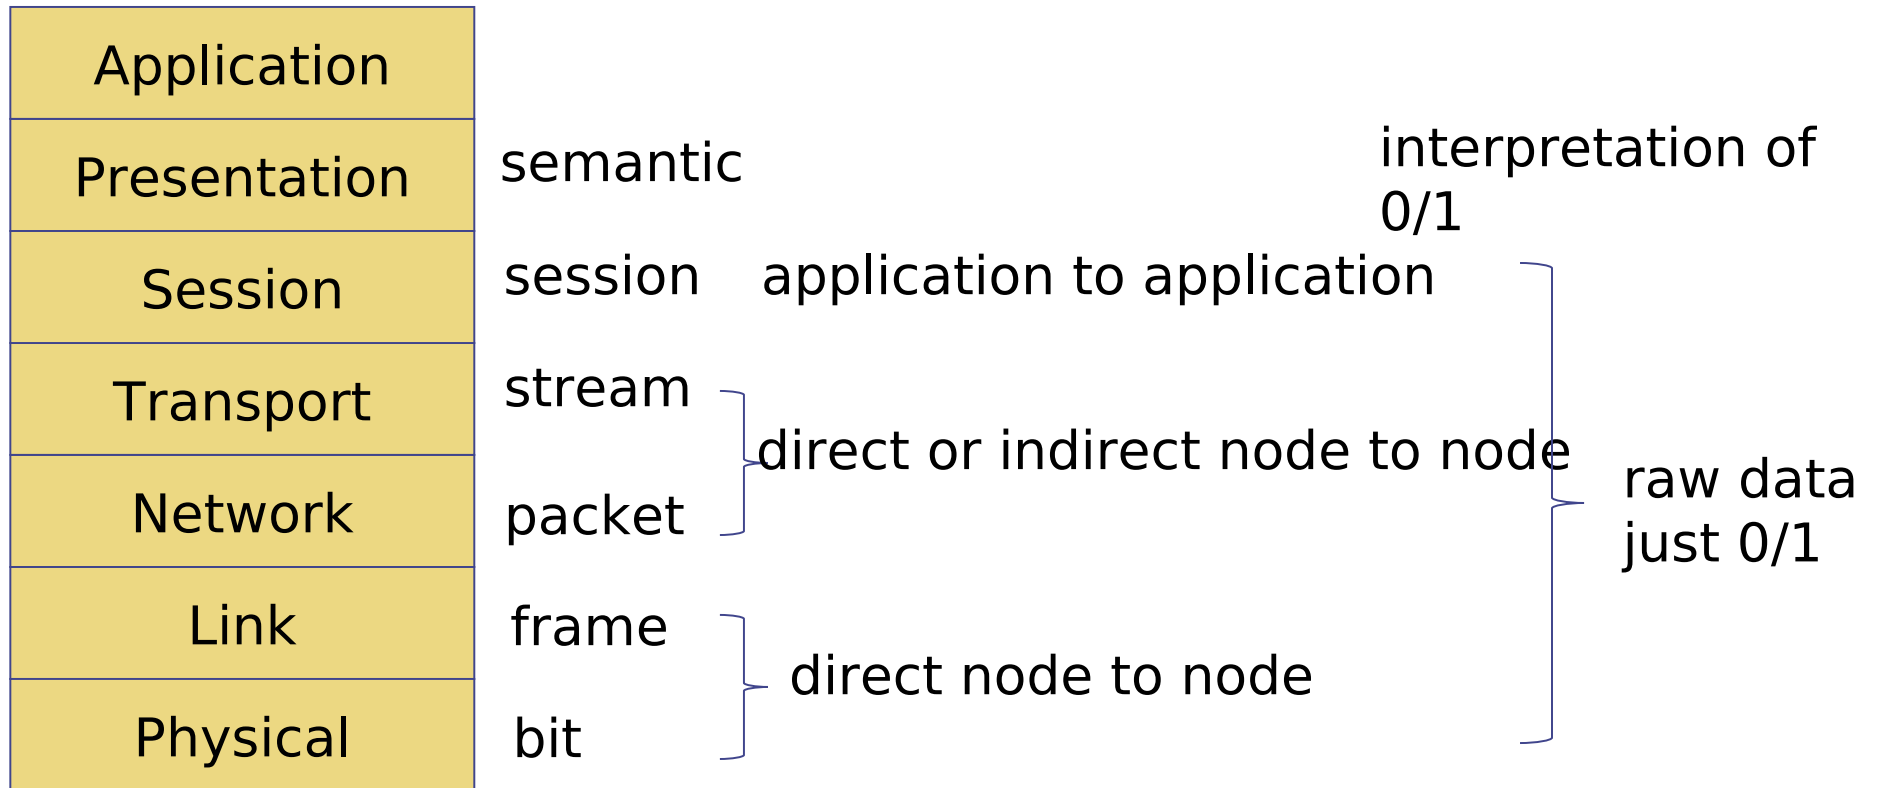 Application
Presentation
semantic
interpretation of
0/1
Session
session
application to application
Transport
stream
direct or indirect node to node
Network
packet
raw data
just 0/1
Link
frame
direct node to node
Physical
bit